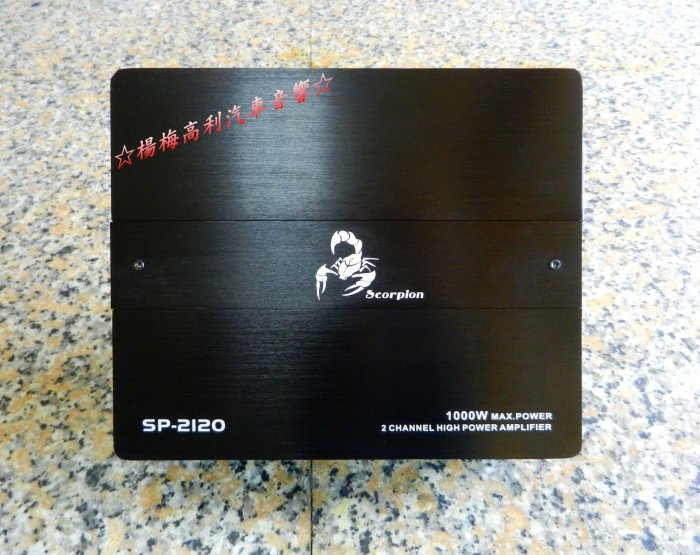 ☆楊梅高利汽車音響☆
Scorpion
SP-2120
1000W MAX.POWER
2 CHANNEL HIGH POWER AMPLIFIER